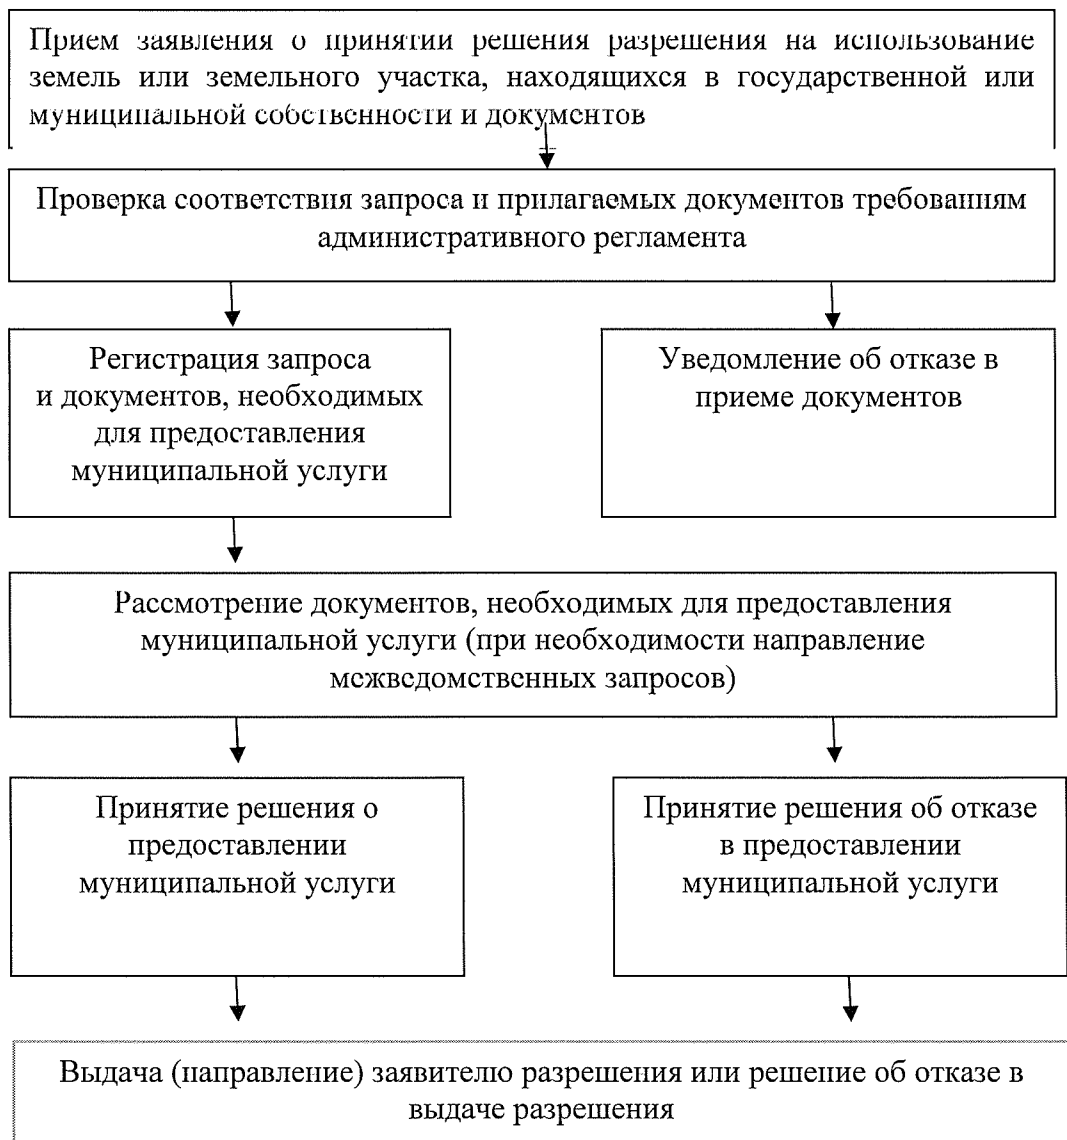 Прием заявления о принятии решения разрешения на использование
земель или земельного участка, находящихся в государственной или
муниципальной собственности и документов
Проверка соответствия запроса и прилагаемых документов требованиям
административного регламента
Регистрация запроса
и документов, необходимых
для предоставления
муниципальной услуги
Уведомление об отказе в
приеме документов
Рассмотрение документов, необходимых для предоставления
муниципальной услуги (при необходимости направление
межведомственных запросов)
Принятие решения о
предоставлении
муниципальной услуги
Принятие решения об отказе
в предоставлении
муниципальной услуги
Выдача (направление) заявителю разрешения или решение об отказе в
выдаче разрешения